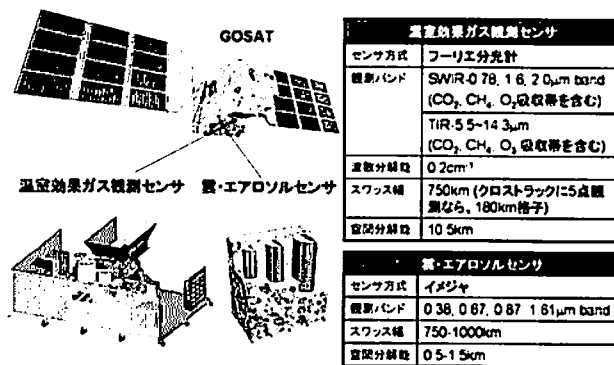 GOSAT
温室効果ガス観測センサ 雲・エアロソルセンサ
温室効果ガス観測センサ
センサ方式 フーリエ分光計
観測バンド SWIR-0.78, 1.6, 2.0μm band
(CO₂, CH₄, O₂吸収帯を含む)
TIR-5.5~14.3μm
(CO₂, CH₄, O₃吸収帯を含む)
波数分解能 0.2cm⁻¹
スワッス幅 750km (クロストラックに5点観
測なら、180km格子)
空間分解能 10.5km
雲・エアロソルセンサ
センサ方式 イメジャ
観測バンド 0.38, 0.67, 0.87 1.61μm band
スワッス幅 750-1000km
空間分解能 0.5-1.5km